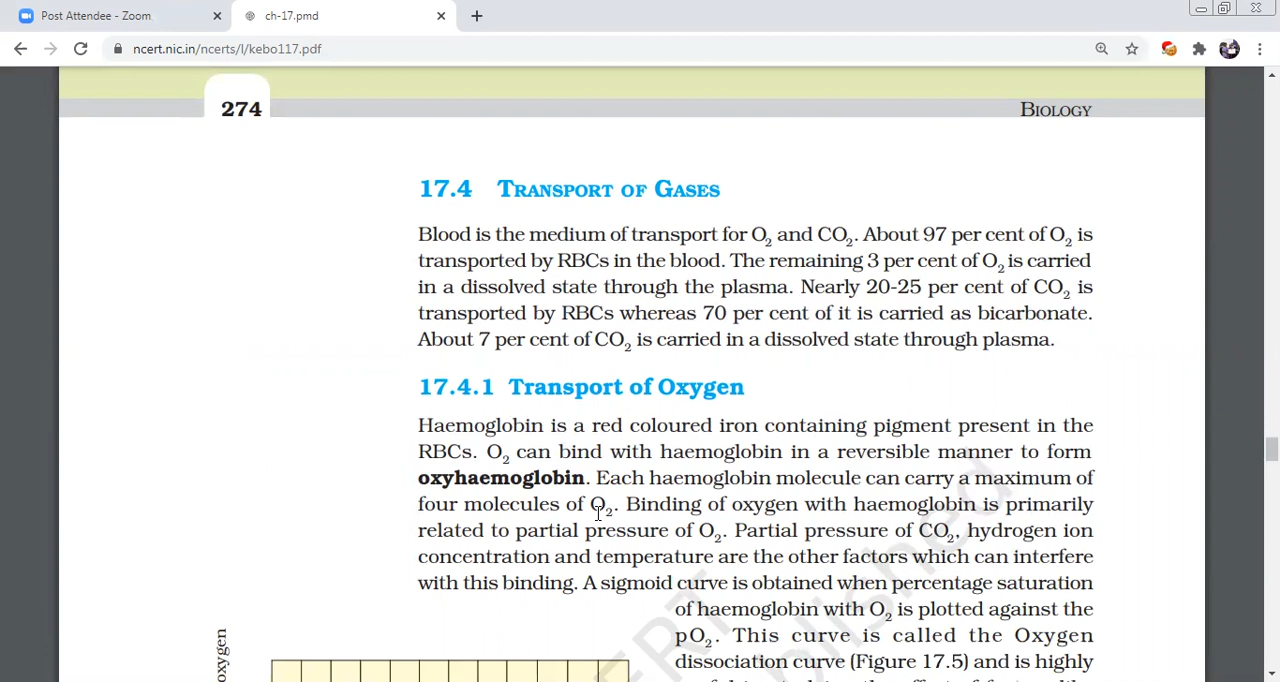 Post Attendee - Zoom
ch-17.pmd
ncert.nic.in/ncerts/l/kebo117.pdf
274
BIOLOGY
17.4 TRANSPORT OF GASES
Blood is the medium of transport for O₂ and CO₂. About 97 per cent of O₂ is
transported by RBCs in the blood. The remaining 3 per cent of O₂ is carried
in a dissolved state through the plasma. Nearly 20-25 per cent of CO₂ is
transported by RBCs whereas 70 per cent of it is carried as bicarbonate.
About 7 per cent of CO₂ is carried in a dissolved state through plasma.
17.4.1 Transport of Oxygen
Haemoglobin is a red coloured iron containing pigment present in the
RBCs. O₂ can bind with haemoglobin in a reversible manner to form
oxyhaemoglobin. Each haemoglobin molecule can carry a maximum of
four molecules of O₂. Binding of oxygen with haemoglobin is primarily
related to partial pressure of O₂. Partial pressure of CO₂, hydrogen ion
concentration and temperature are the other factors which can interfere
with this binding. A sigmoid curve is obtained when percentage saturation
of haemoglobin with O₂ is plotted against the
pO₂. This curve is called the Oxygen
dissociation curve (Figure 17.5) and is highly
oxygen